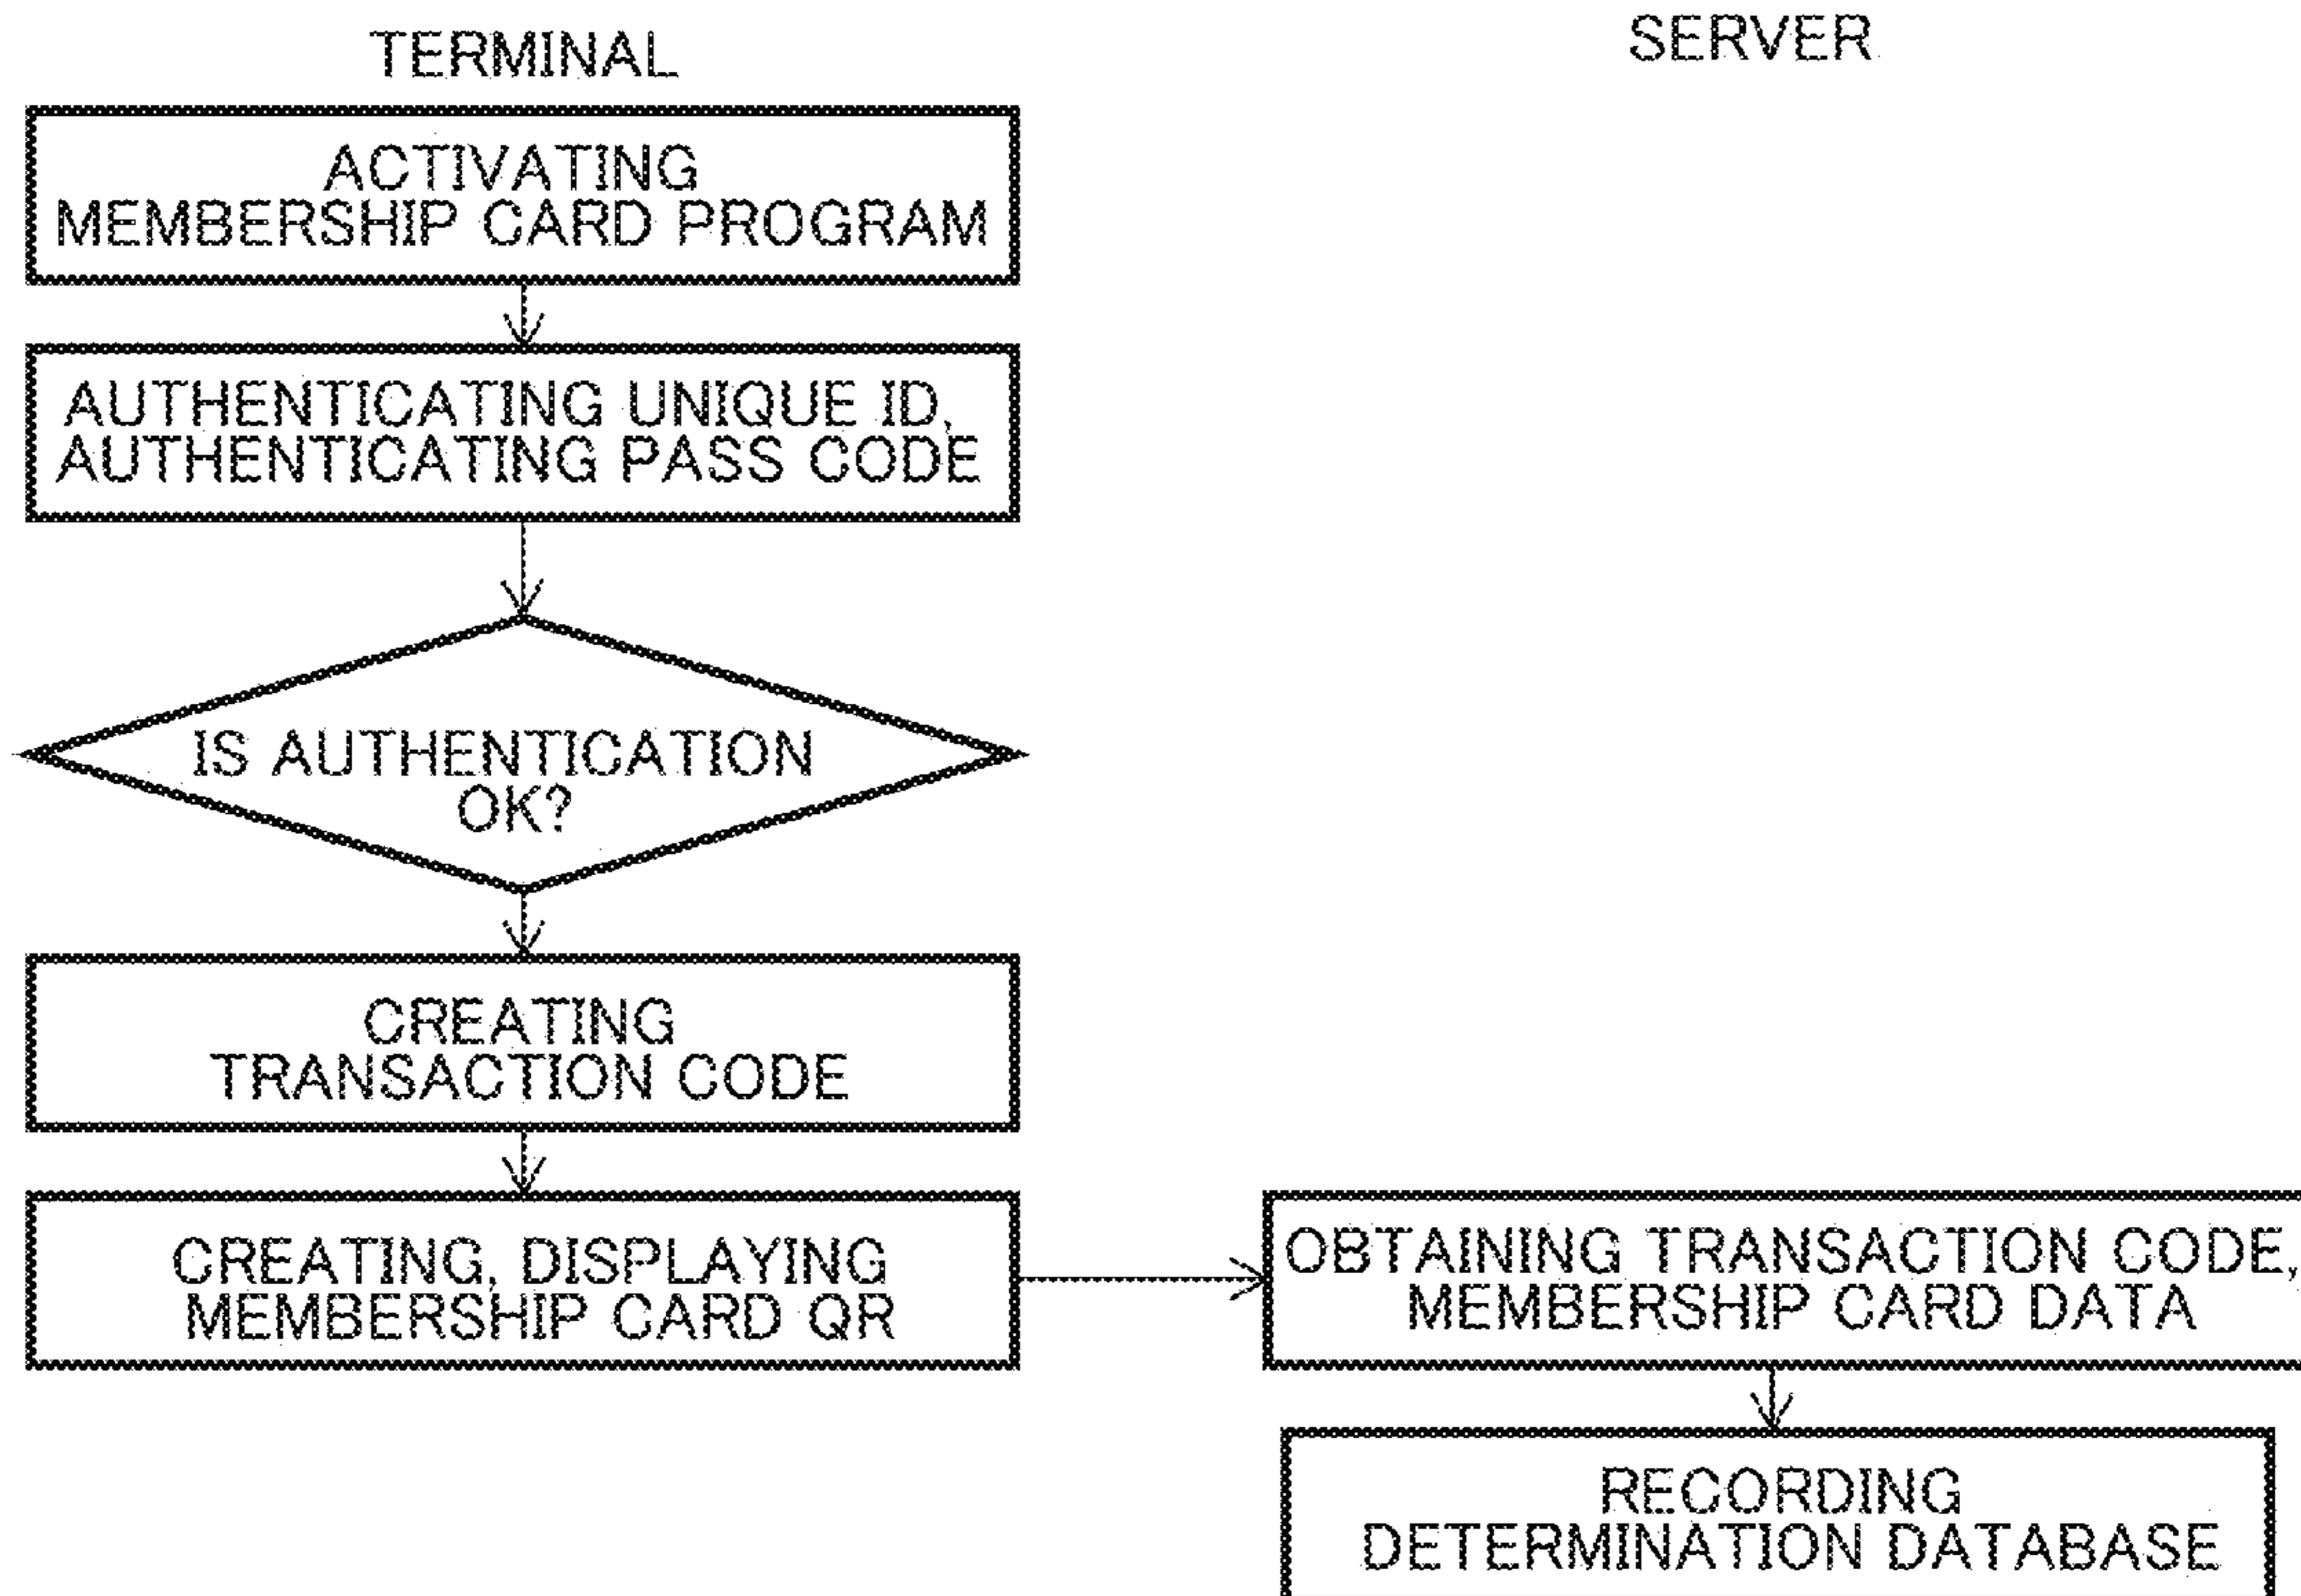 TERMINAL
SERVER
ACTIVATING
MEMBERSHIP CARD PROGRAM
AUTHENTICATING UNIQUE ID,
AUTHENTICATING PASS CODE
IS AUTHENTICATION
OK?
CREATING
TRANSACTION CODE
CREATING, DISPLAYING
MEMBERSHIP CARD QR
OBTAINING TRANSACTION CODE,
MEMBERSHIP CARD DATA
RECORDING
DETERMINATION DATABASE